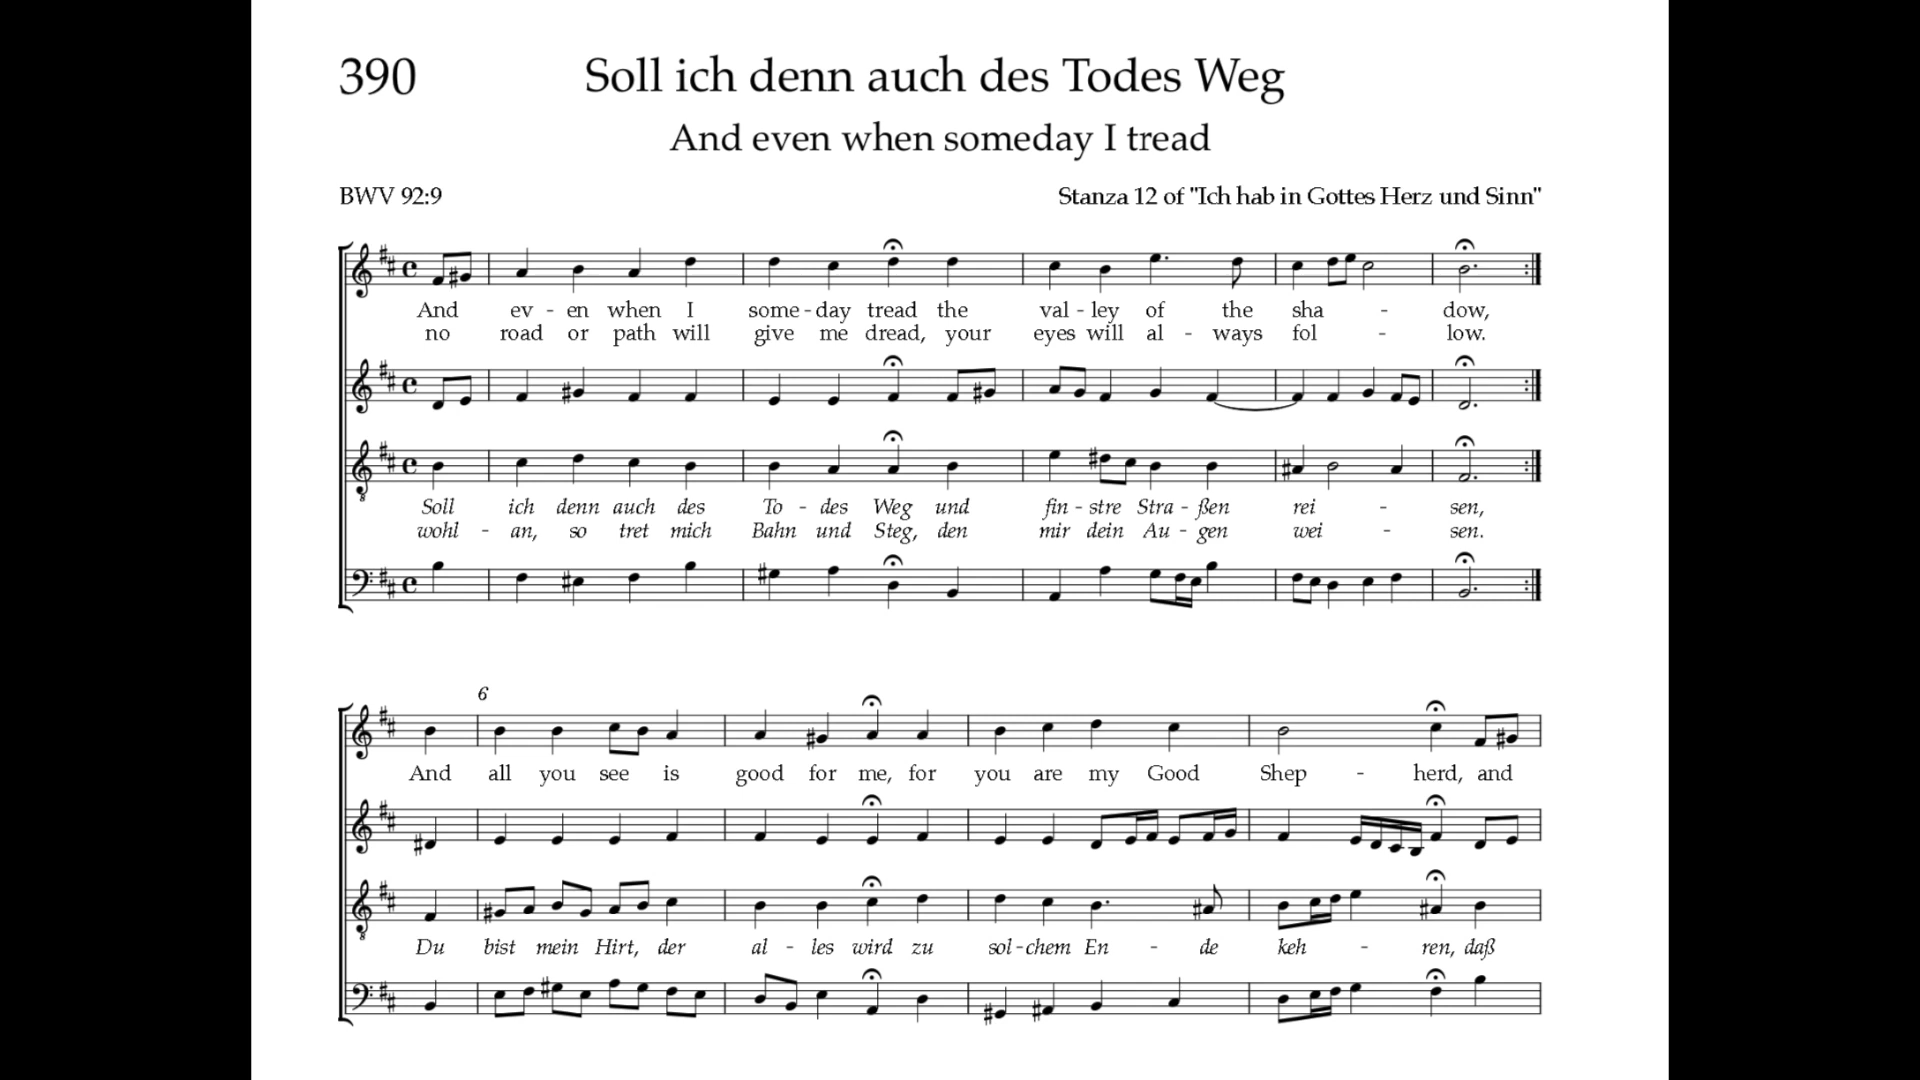 390
Soll ich denn auch des Todes Weg
And even when someday I tread
BWV 92:9
Stanza 12 of "Ich hab in Gottes Herz und Sinn"
And ev - en when I some - day tread the val - ley of the sha - dow,
no road or path will give me dread, your eyes will al - ways fol - low.
Soll ich denn auch des To - des Weg und fin - stre Stra - ßen rei - sen,
wohl - an, so tret mich Bahn und Steg, den mir dein Au - gen wei - sen.
6
And all you see is good for me, for you are my Good Shep - herd, and
Du bist mein Hirt, der al - les wird zu sol - chem En - de keh - ren, daß